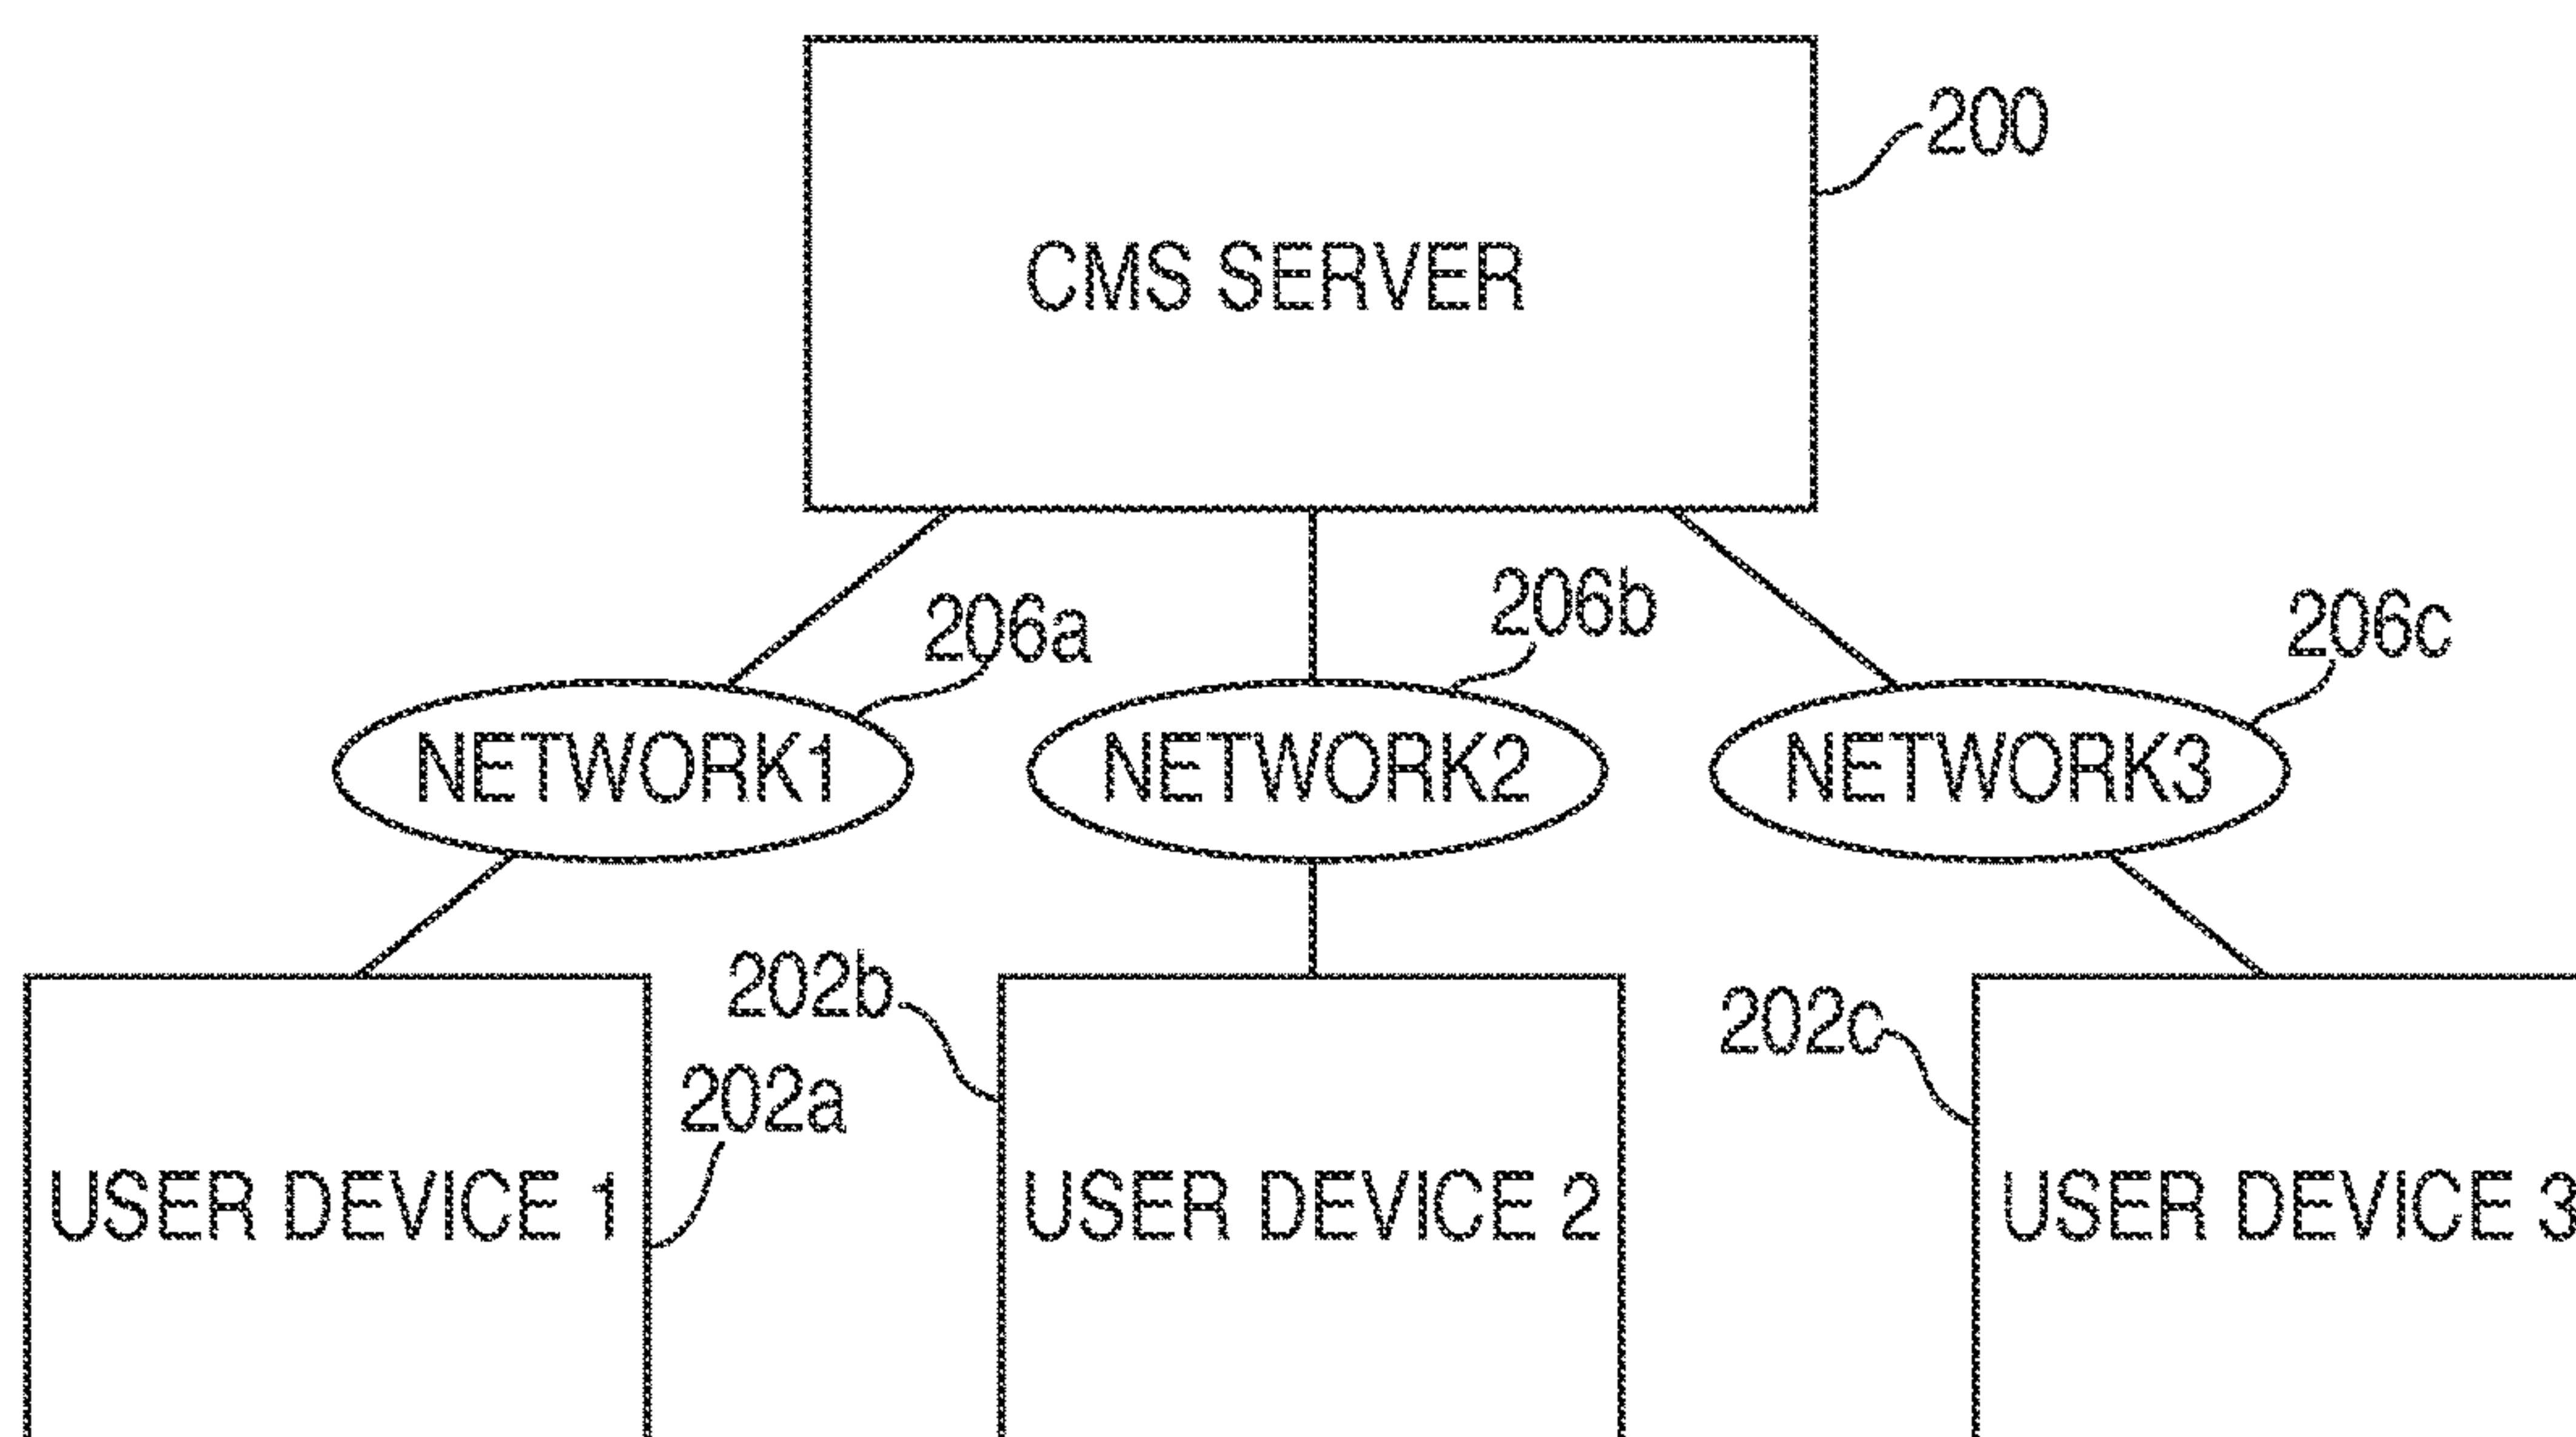 200
CMS SERVER
206a
206b
206c
NETWORK1
NETWORK2
NETWORK3
202b
202c
202a
USER DEVICE 1
USER DEVICE 2
USER DEVICE 3